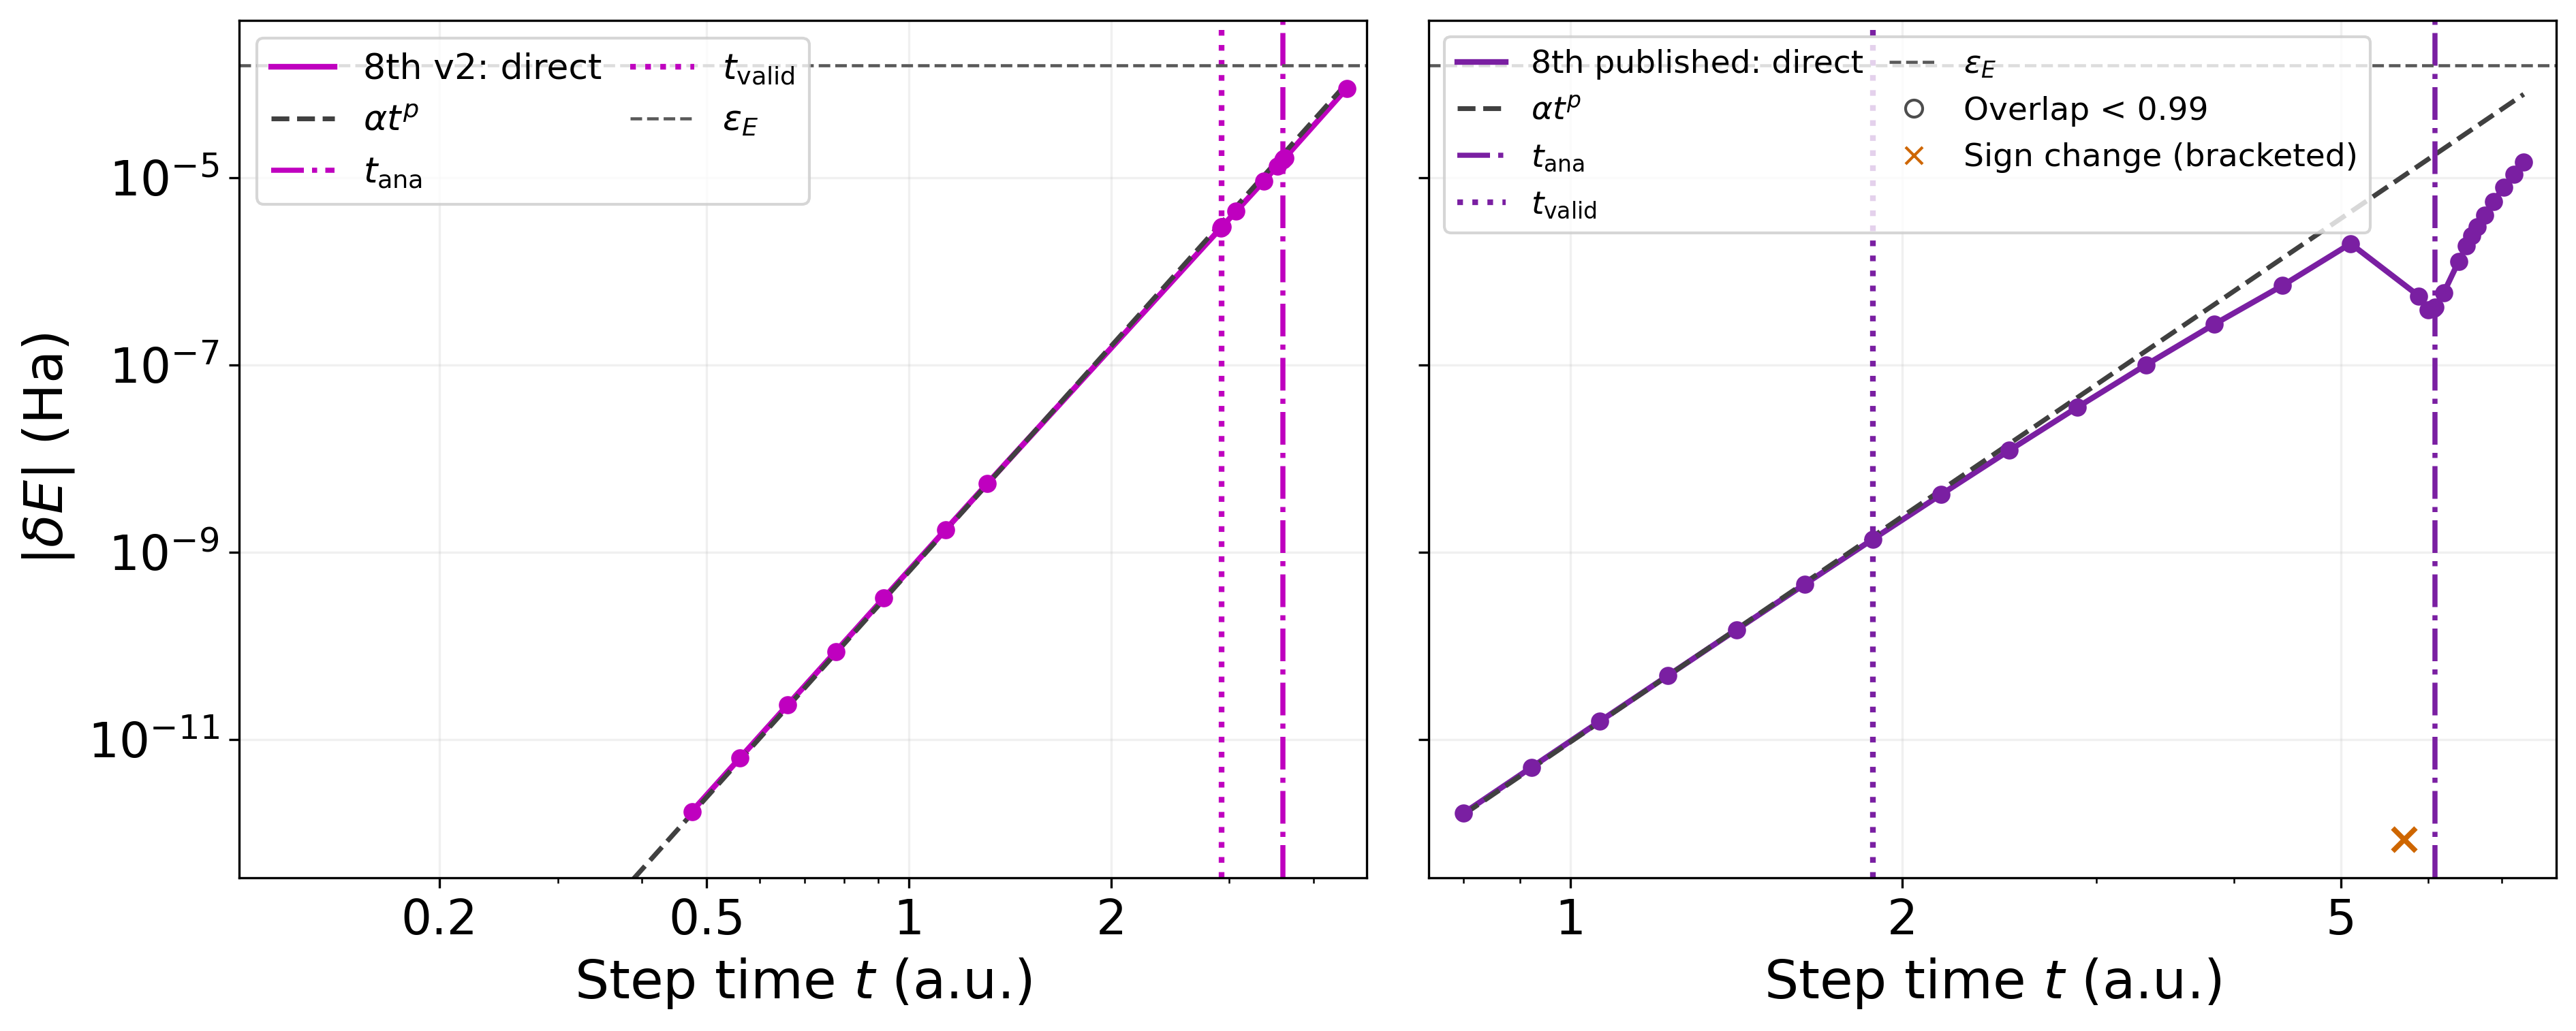 8th v2: direct
αt^p
t_ana
t_valid
ε_E
8th published: direct
αt^p
t_ana
t_valid
ε_E
Overlap < 0.99
Sign change (bracketed)
|δE| (Ha)
10^−5
10^−7
10^−9
10^−11
0.2 0.5 1 2
Step time t (a.u.)
1 2 5
Step time t (a.u.)